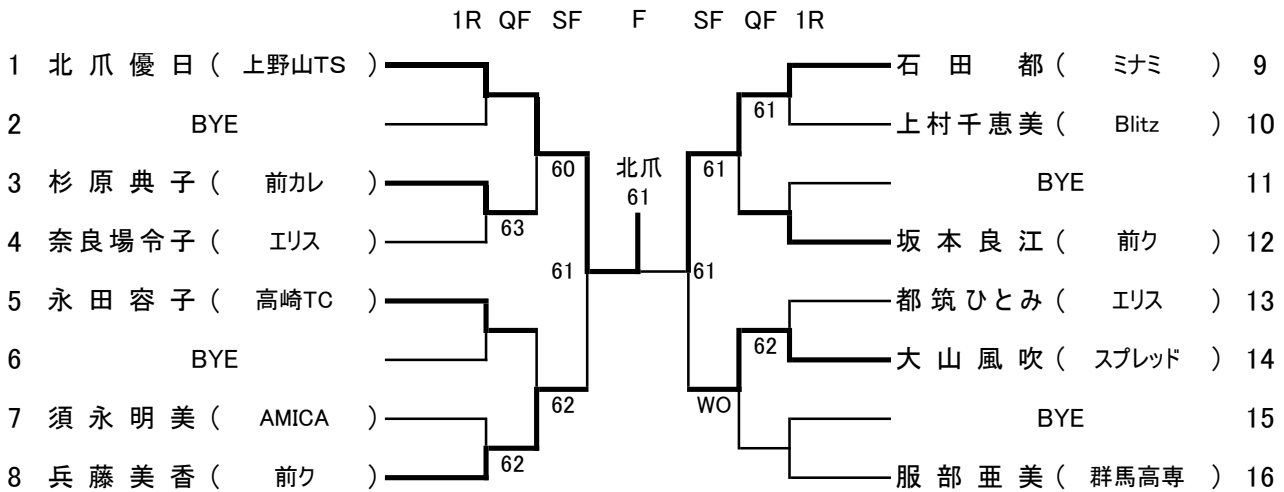 1R QF SF F SF QF 1R
1 北爪優日 ( 上野山TS ) 石田 都 ( ミナミ ) 9
61
2 BYE 上村千恵美 ( Blitz ) 10
60 北爪 61
3 杉原典子 ( 前カレ ) BYE 11
61
63
4 奈良場令子 ( エリス ) 坂本良江 ( 前ク ) 12
61 61
5 永田容子 ( 高崎TC ) 都筑ひとみ ( エリス ) 13
62
6 BYE 大山風吹 ( スプレッド ) 14
62 WO
7 須永明美 ( AMICA ) BYE 15
62
8 兵藤美香 ( 前ク ) 服部亜美 ( 群馬高専 ) 16